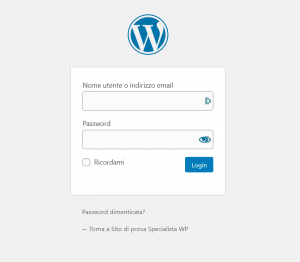 Nome utente o indirizzo email
Password
Ricordami
Login
Password dimenticata?
← Torna a Sito di prova Specialista WP